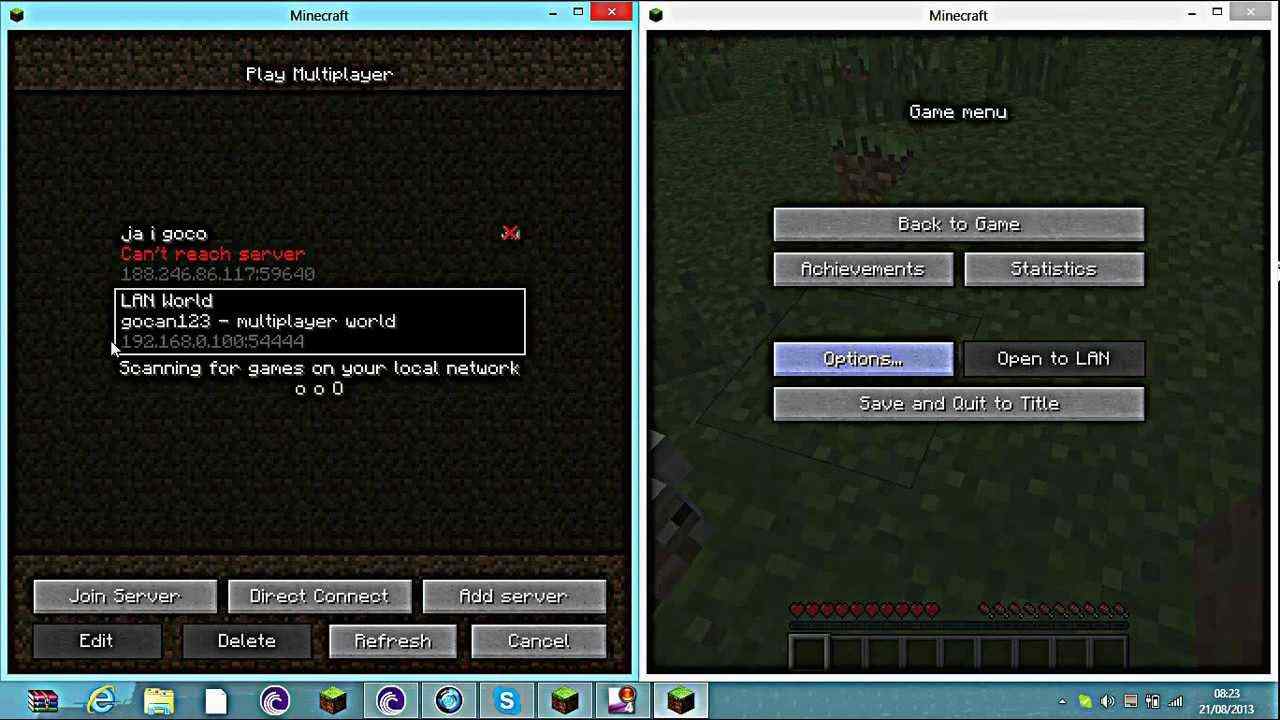 Minecraft
Play Multiplayer
ja i goco
Can't reach server
188.246.86.117:59640
LAN World
gocan123 - multiplayer world
192.168.0.100:54444
Scanning for games on your local network
o o O
Join Server
Direct Connect
Add server
Edit
Delete
Refresh
Cancel
Minecraft
Game menu
Back to Game
Achievements
Statistics
Options...
Open to LAN
Save and Quit to Title
08:23
21/08/2013